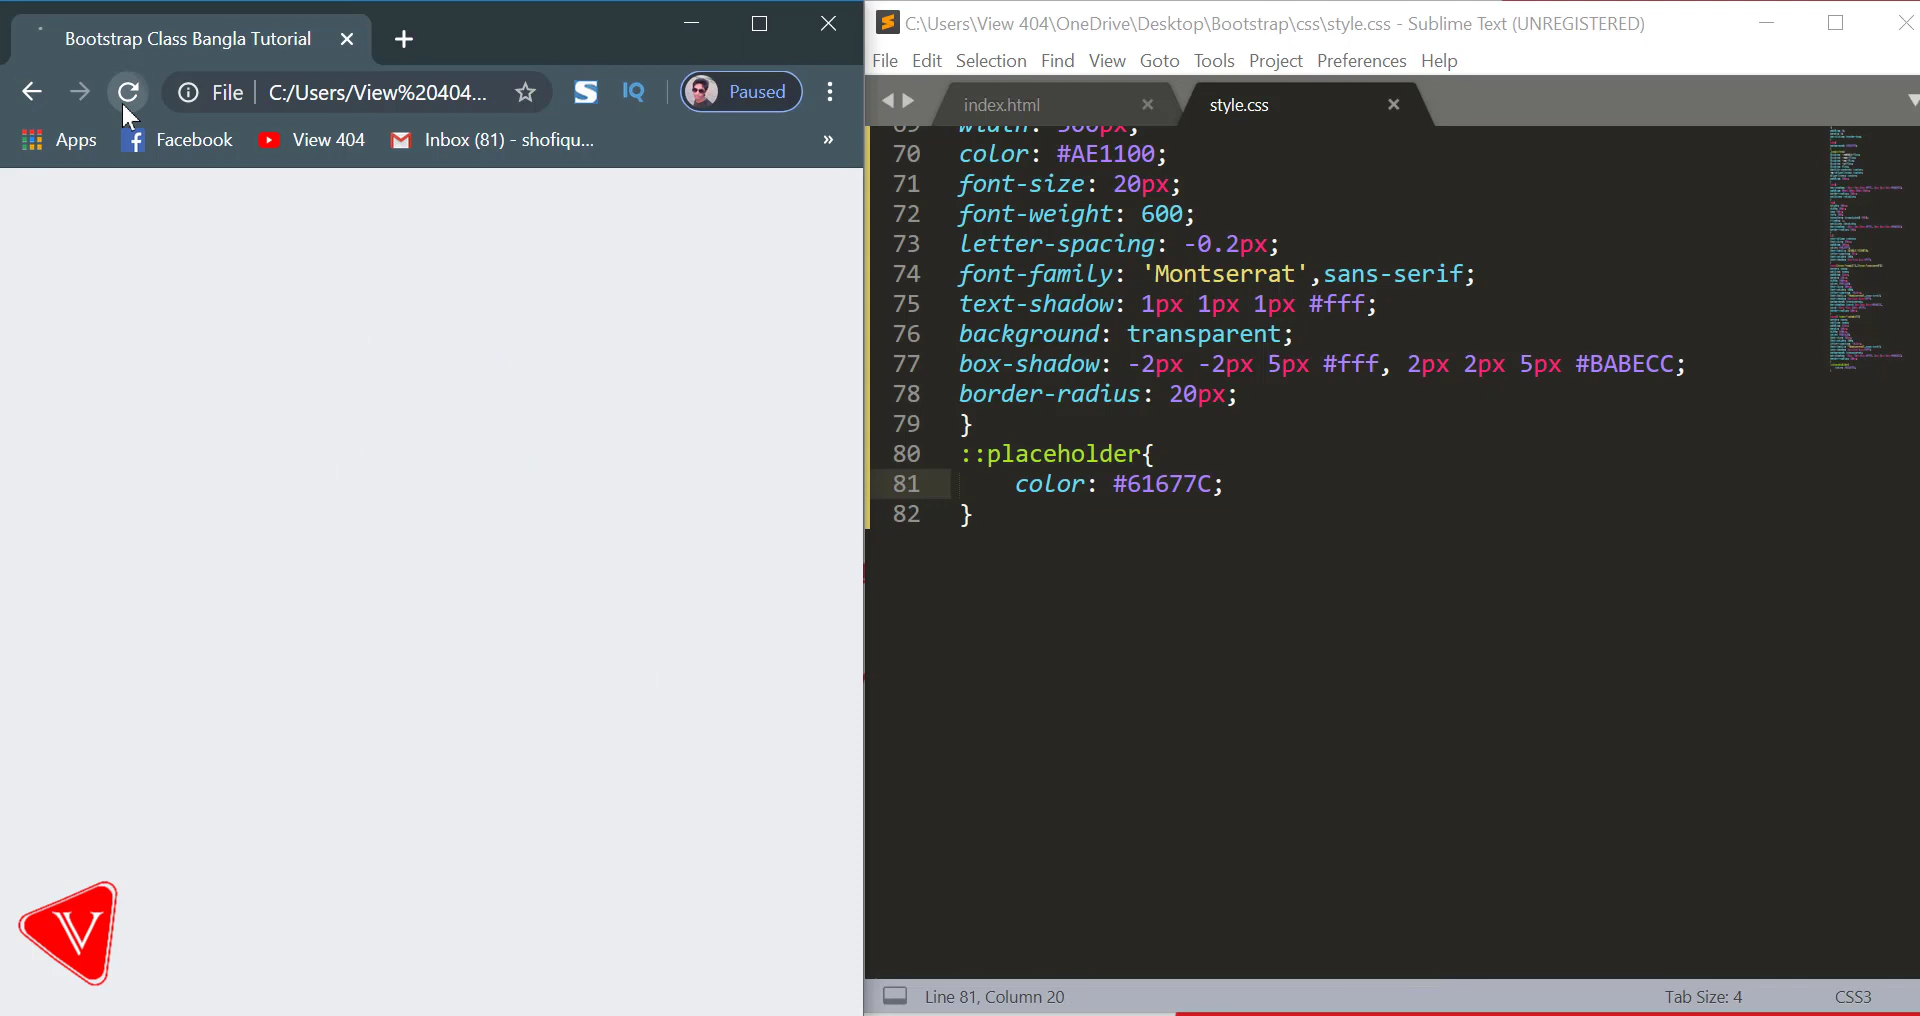 Bootstrap Class Bangla Tutorial
File C:/Users/View%20404... IQ Paused
Apps Facebook View 404 Inbox (81) - shofiqu... »
V
C:\Users\View 404\OneDrive\Desktop\Bootstrap\css\style.css - Sublime Text (UNREGISTERED)
File Edit Selection Find View Goto Tools Project Preferences Help
index.html style.css
69 width: 300px;
70 color: #AE1100;
71 font-size: 20px;
72 font-weight: 600;
73 letter-spacing: -0.2px;
74 font-family: 'Montserrat',sans-serif;
75 text-shadow: 1px 1px 1px #fff;
76 background: transparent;
77 box-shadow: -2px -2px 5px #fff, 2px 2px 5px #BABECC;
78 border-radius: 20px;
79 }
80 ::placeholder{
81 color: #61677C;
82 }
Line 81, Column 20 Tab Size: 4 CSS3